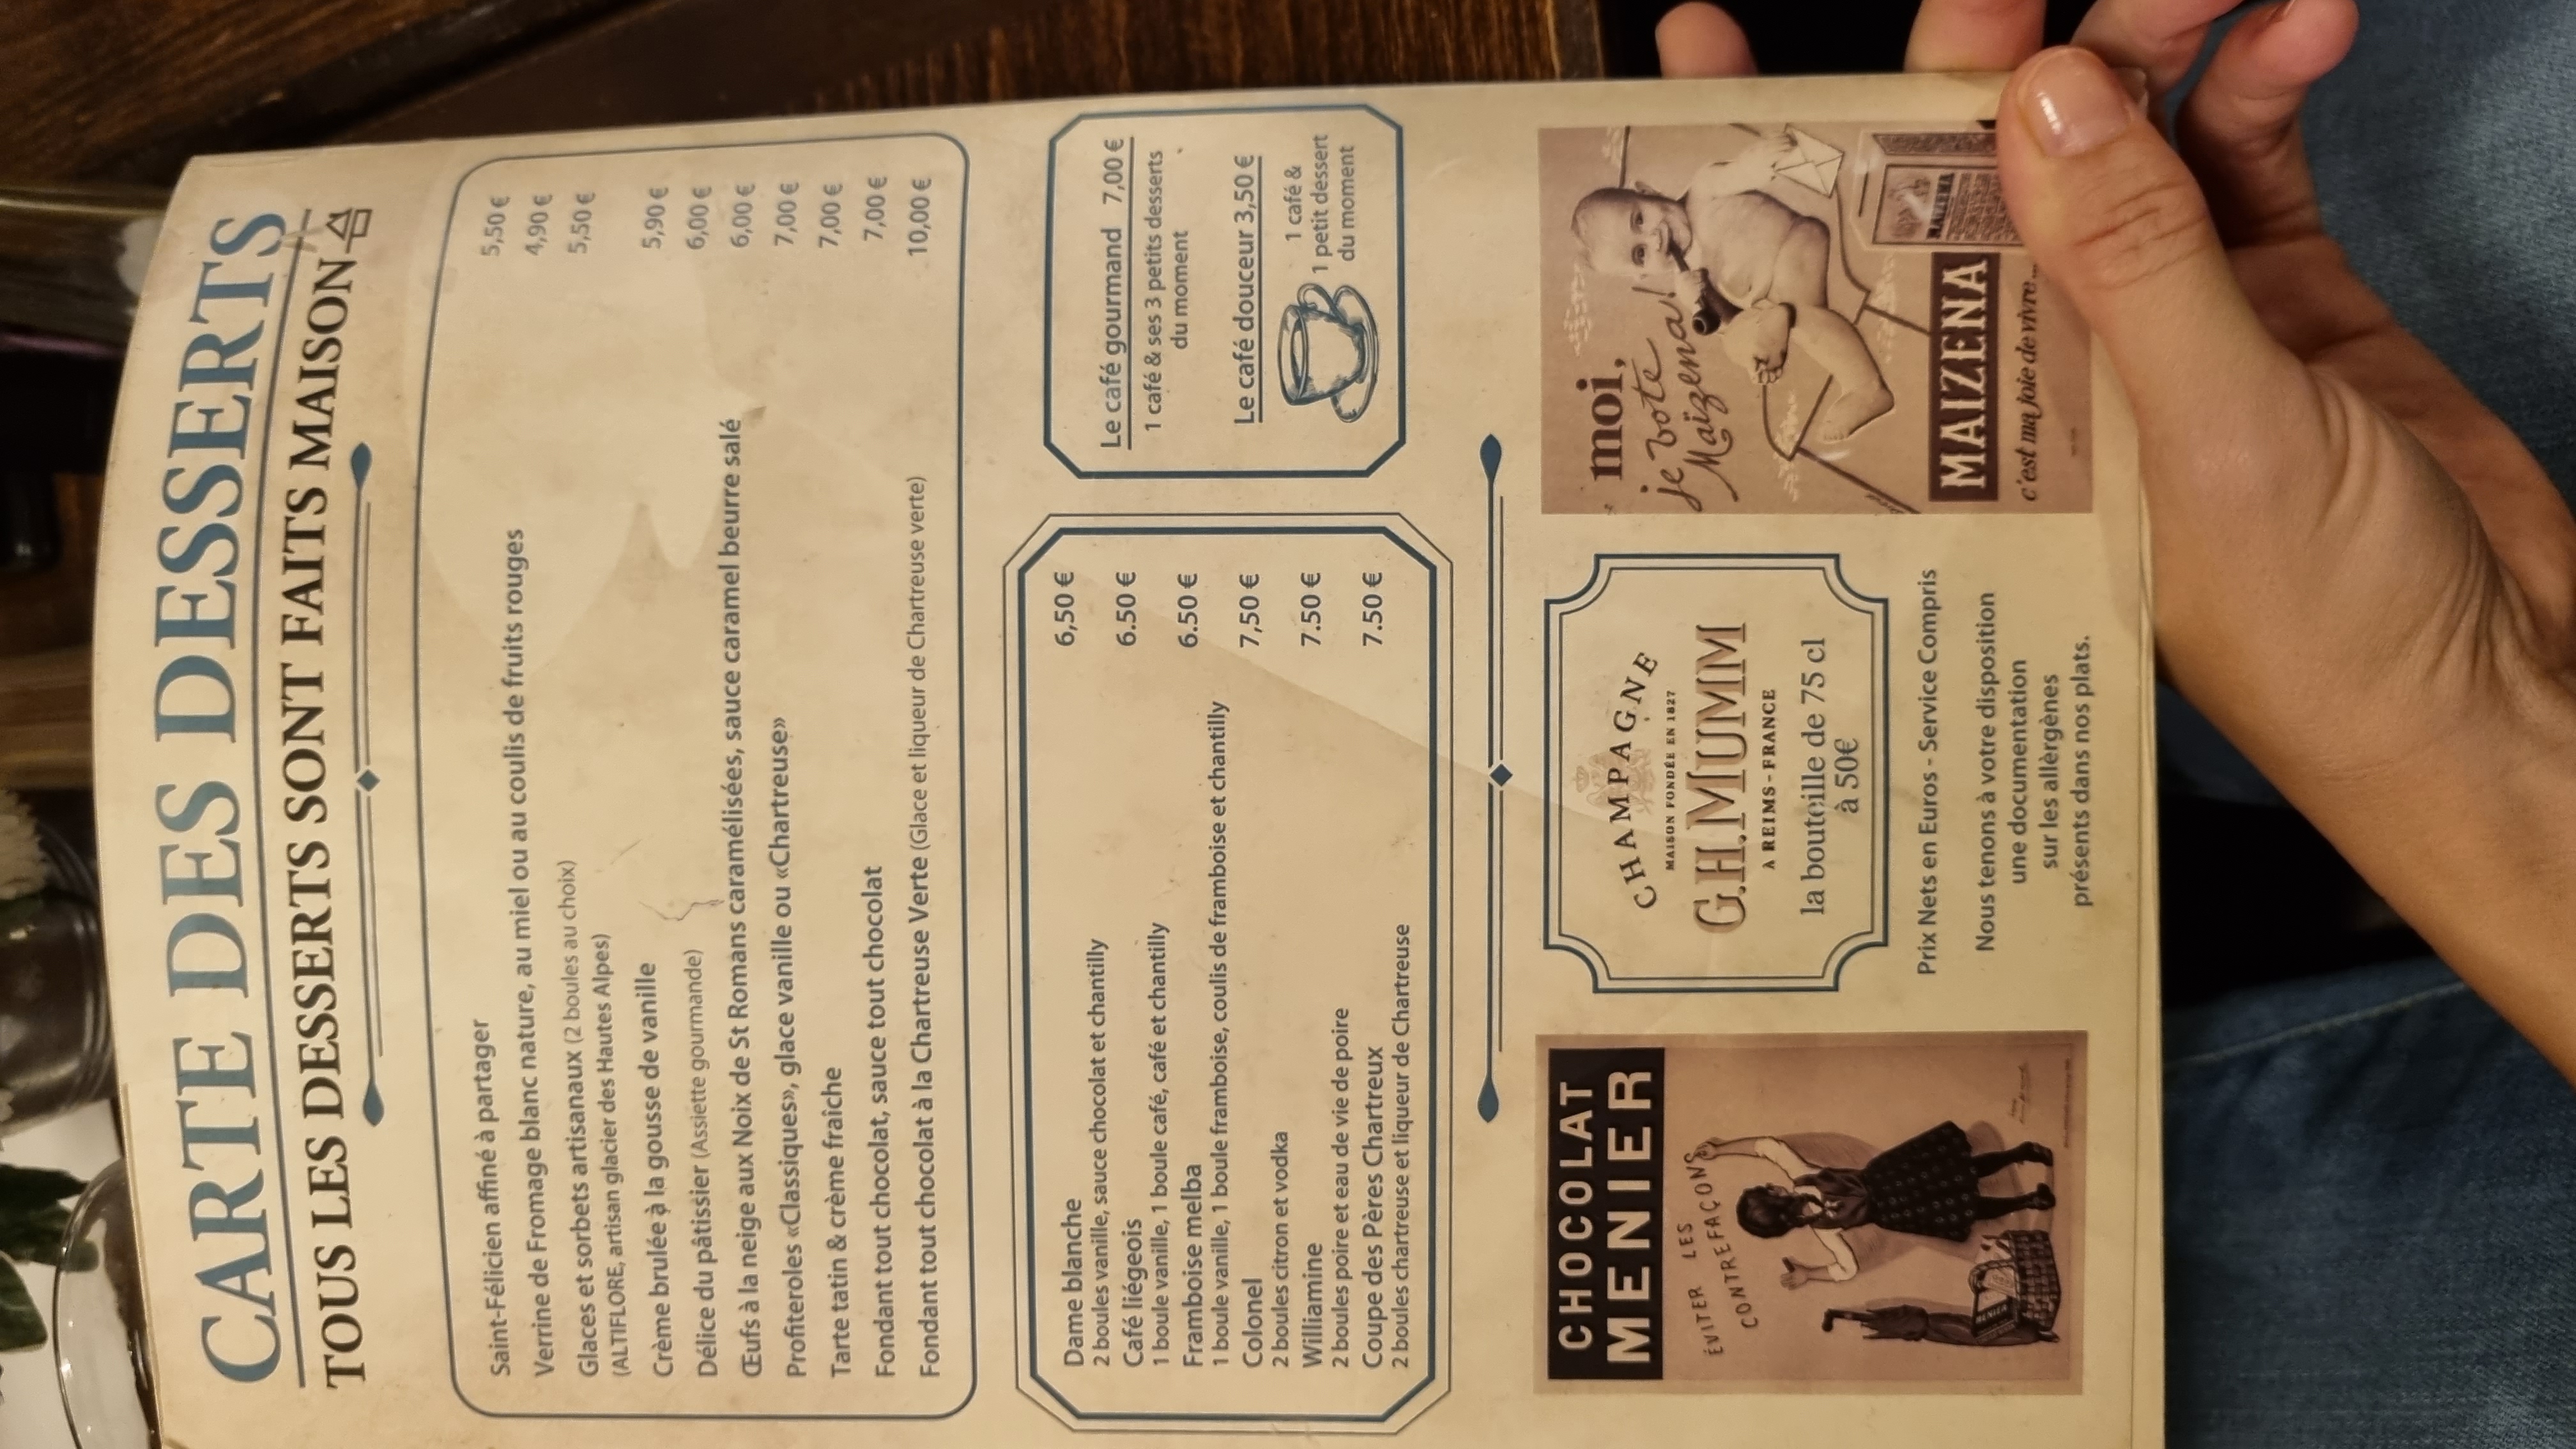 CARTE DES DESSERTS
TOUS LES DESSERTS SONT FAITS MAISON
Saint-Félicien affiné à partager 5,50 €
Verrine de Fromage blanc nature, au miel ou au coulis de fruits rouges 4,90 €
Glaces et sorbets artisanaux (2 boules au choix) 5,50 €
(ALTIFLORE, artisan glacier des Hautes Alpes)
Crème brulée à la gousse de vanille 5,90 €
Délice du pâtissier (Assiette gourmande) 6,00 €
Œufs à la neige aux Noix de St Romans caramélisées, sauce caramel beurre salé 6,00 €
Profiteroles «Classiques», glace vanille ou «Chartreuse» 7,00 €
Tarte tatin & crème fraîche 7,00 €
Fondant tout chocolat, sauce tout chocolat 7,00 €
Fondant tout chocolat à la Chartreuse Verte (Glace et liqueur de Chartreuse verte) 10,00 €
Dame blanche 6,50 €
2 boules vanille, sauce chocolat et chantilly
Café liégeois 6.50 €
1 boule vanille, 1 boule café, café et chantilly
Framboise melba 6.50 €
1 boule vanille, 1 boule framboise, coulis de framboise et chantilly
Colonel 7,50 €
2 boules citron et vodka
Williamine 7.50 €
2 boules poire et eau de vie de poire
Coupe des Pères Chartreux 7.50 €
2 boules chartreuse et liqueur de Chartreuse
Le café gourmand 7,00 €
1 café & ses 3 petits desserts
du moment
Le café douceur 3,50 €
1 café &
1 petit dessert
du moment
CHOCOLAT
MENIER
ÉVITER LES
CONTREFAÇONS
MENIER
CHAMPAGNE
MAISON FONDÉE EN 1827
G.H.MUMM
A REIMS - FRANCE
la bouteille de 75 cl
à 50€
Prix Nets en Euros - Service Compris
Nous tenons à votre disposition
une documentation
sur les allèrgènes
présents dans nos plats.
moi,
je bote
Maizena!
MAIZENA
MAIZENA
c'est ma joie de vivre...